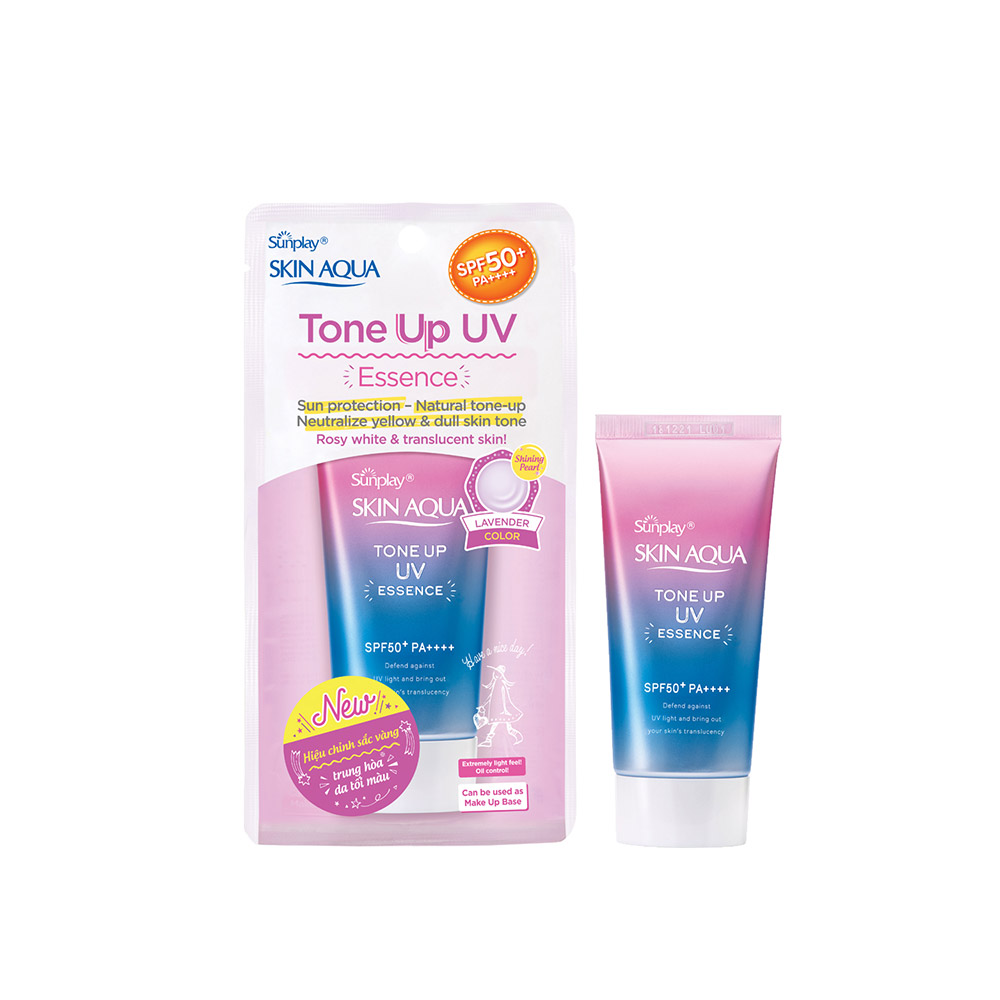 Sunplay®
SKIN AQUA
SPF50+
PA++++
Tone Up UV
Essence
Sun protection – Natural tone-up
Neutralize yellow & dull skin tone
Rosy white & translucent skin!
Shining
Pearl
LAVENDER
COLOR
Sunplay®
SKIN AQUA
TONE UP
UV
ESSENCE
SPF50+ PA++++
Defend against
UV light and bring out
skin's translucency
Have a nice day!
New!
Hiệu chỉnh sắc vàng
trung hòa
da tối màu
Extremely light feel!
Oil control!
Can be used as
Make Up Base
Sunplay®
SKIN AQUA
TONE UP
UV
ESSENCE
SPF50+ PA++++
Defend against
UV light and bring out
your skin's translucency